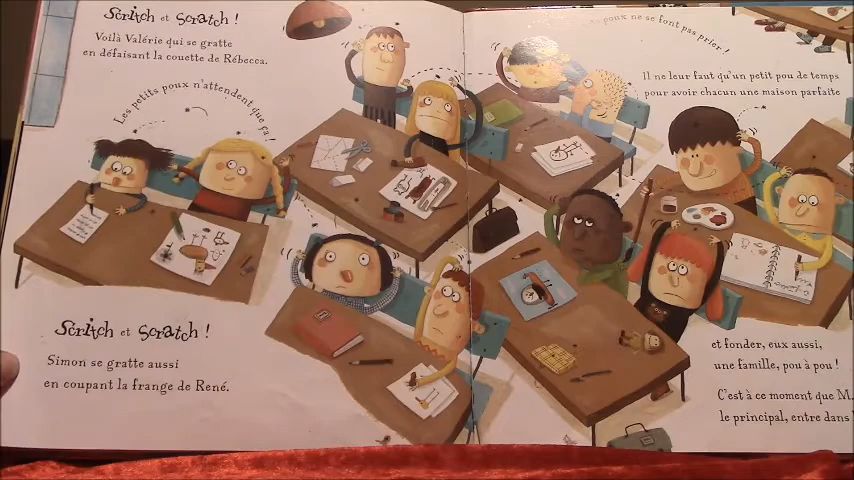 Scritch et Scratch !
Voilà Valérie qui se gratte
en défaisant la couette de Rébecca.
Les petits poux n'attendent que ça !
Scritch et Scratch !
Simon se gratte aussi
en coupant la frange de René.
poux ne se font pas prier !
Il ne leur faut qu'un petit pou de temps
pour avoir chacun une maison parfaite
et fonder, eux aussi,
une famille, pou à pou !
C'est à ce moment que M.
le principal, entre dans